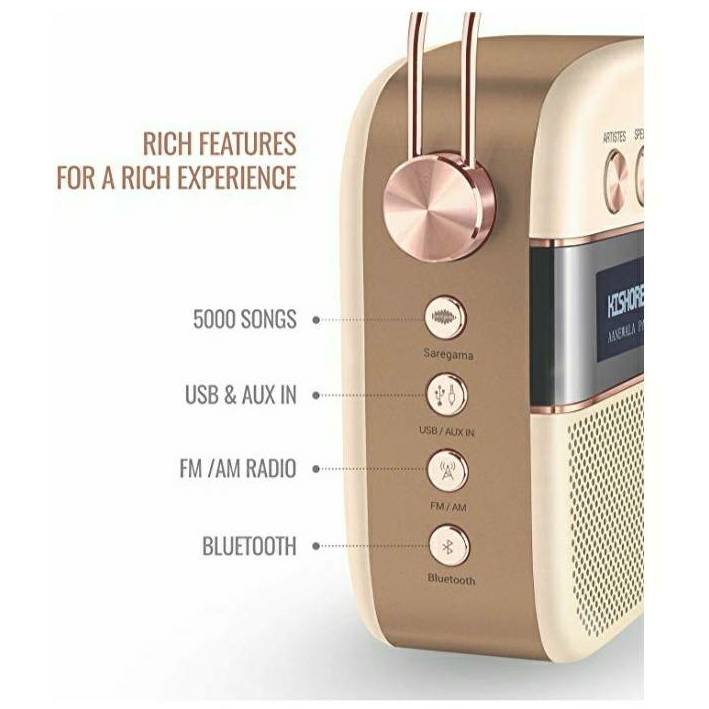 RICH FEATURES
FOR A RICH EXPERIENCE
ARTISTES
KISHORE
5000 SONGS
Saregama
USB & AUX IN
USB / AUX IN
FM /AM RADIO
FM / AM
BLUETOOTH
Bluetooth